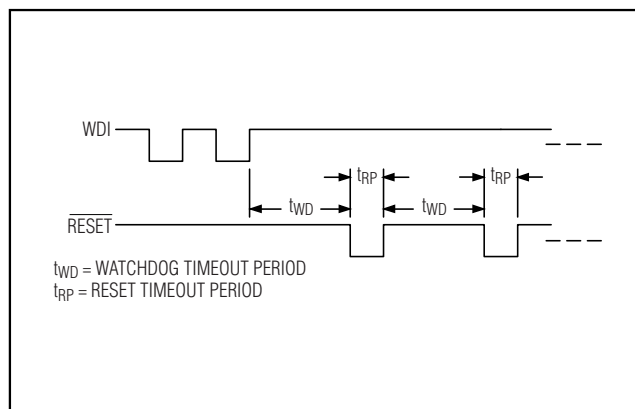 WDI
tRP
tRP
tWD
tWD
RESET
tWD = WATCHDOG TIMEOUT PERIOD
tRP = RESET TIMEOUT PERIOD